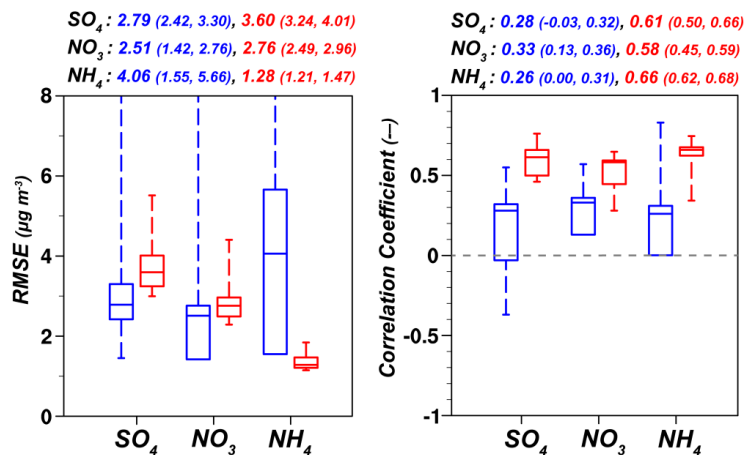 SO₄ : 2.79 (2.42, 3.30), 3.60 (3.24, 4.01)
NO₃ : 2.51 (1.42, 2.76), 2.76 (2.49, 2.96)
NH₄ : 4.06 (1.55, 5.66), 1.28 (1.21, 1.47)
8
6
4
2
0
RMSE (μg m⁻³)
SO₄ NO₃ NH₄
SO₄ : 0.28 (-0.03, 0.32), 0.61 (0.50, 0.66)
NO₃ : 0.33 (0.13, 0.36), 0.58 (0.45, 0.59)
NH₄ : 0.26 (0.00, 0.31), 0.66 (0.62, 0.68)
1
0.5
0
-0.5
-1
Correlation Coefficient (—)
SO₄ NO₃ NH₄